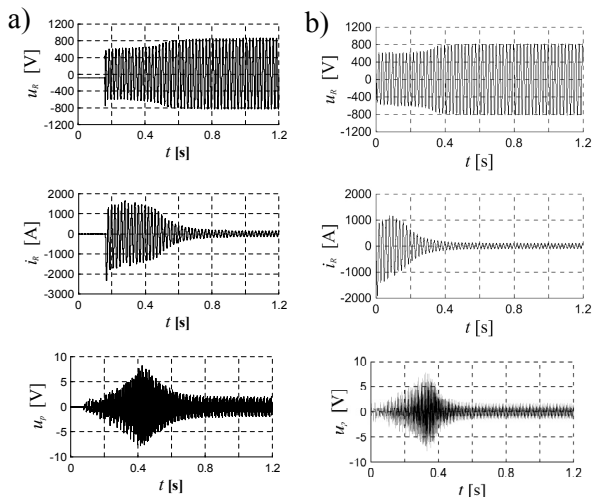 a)
1200
800
400
0
-400
-800
-1200
u_R [V]
0 0.4 0.8 1.2
t [s]
b)
1200
800
400
0
-400
-800
-1200
u_R [V]
0 0.4 0.8 1.2
t [s]
2000
1000
0
-1000
-2000
-3000
i_R [A]
0 0.4 0.8 1.2
t [s]
2000
1000
0
-1000
-2000
i_R [A]
0 0.4 0.8 1.2
t [s]
10
5
0
-5
-10
u_p [V]
0 0.4 0.8 1.2
t [s]
10
5
0
-5
-10
u_p [V]
0 0.4 0.8 1.2
t [s]